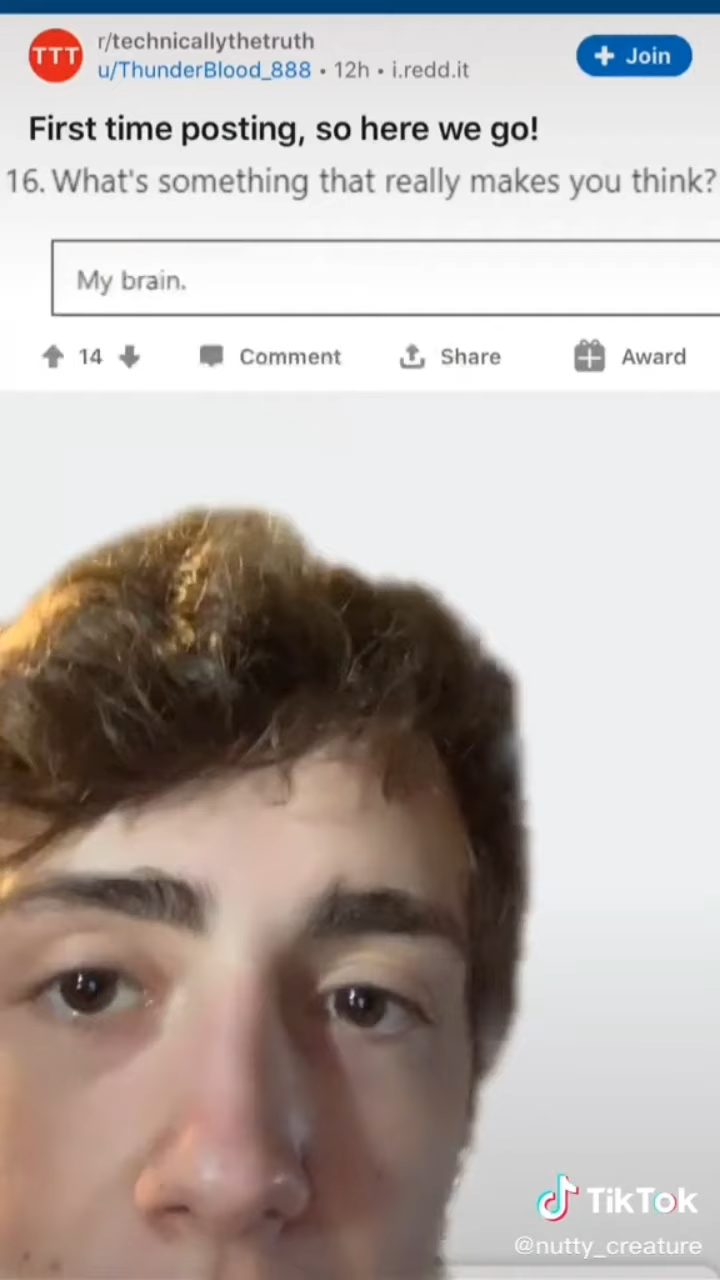 TTT
r/technicallythetruth
u/ThunderBlood_888 • 12h • i.redd.it
Join
First time posting, so here we go!
16. What's something that really makes you think?
My brain.
14
Comment
Share
Award
TikTok
@nutty_creature